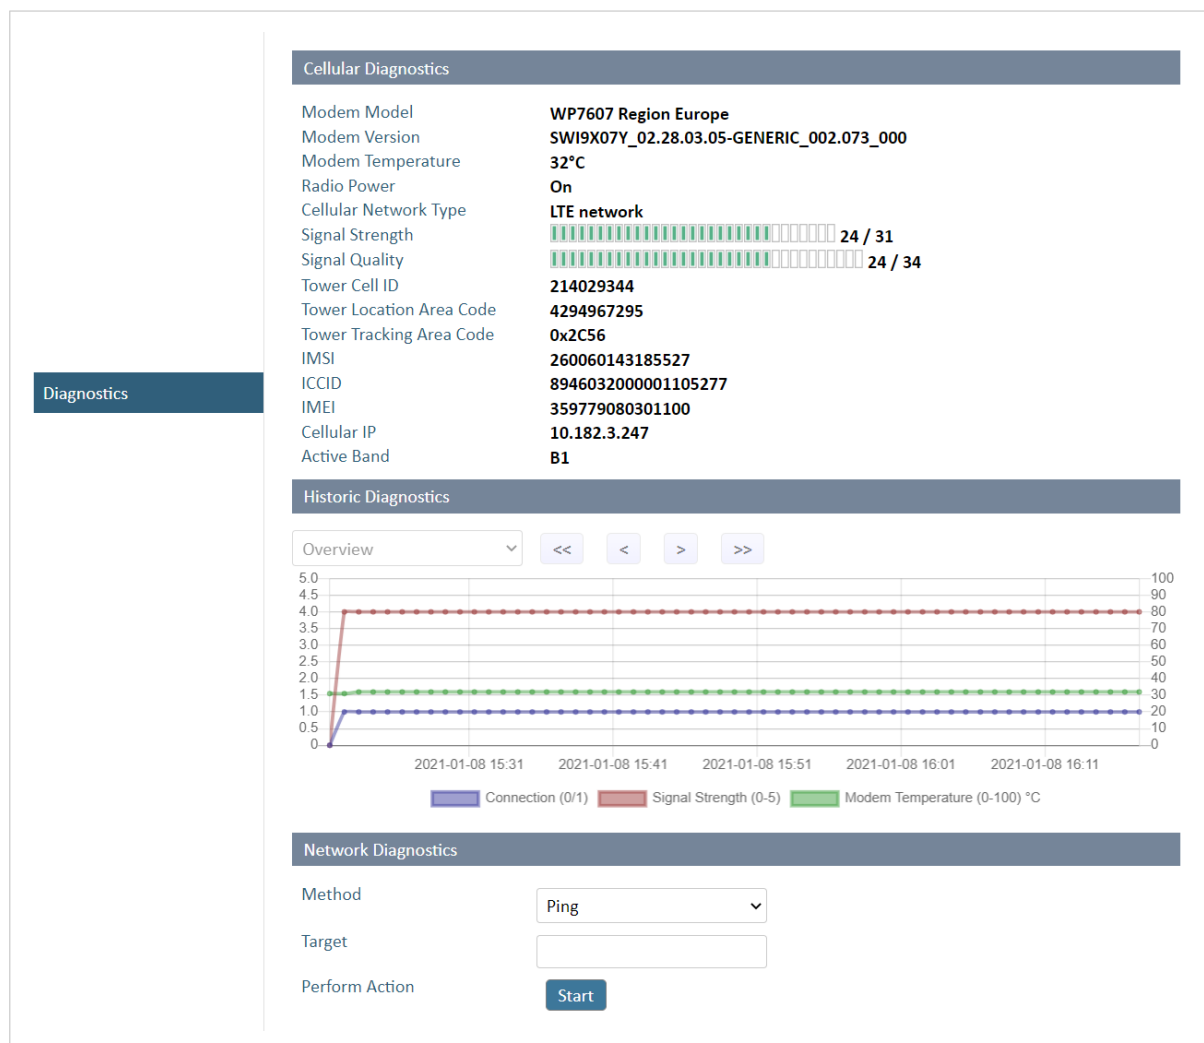 Cellular Diagnostics
Modem Model WP7607 Region Europe
Modem Version SWI9X07Y_02.28.03.05-GENERIC_002.073_000
Modem Temperature 32°C
Radio Power On
Cellular Network Type LTE network
Signal Strength 24 / 31
Signal Quality 24 / 34
Tower Cell ID 214029344
Tower Location Area Code 4294967295
Tower Tracking Area Code 0x2C56
IMSI 260060143185527
ICCID 8946032000001105277
Diagnostics
IMEI 359779080301100
Cellular IP 10.182.3.247
Active Band B1
Historic Diagnostics
Overview << < > >>
5.0 100
4.5 90
4.0 80
3.5 70
3.0 60
2.5 50
2.0 40
1.5 30
1.0 20
0.5 10
0 0
2021-01-08 15:31 2021-01-08 15:41 2021-01-08 15:51 2021-01-08 16:01 2021-01-08 16:11
Connection (0/1) Signal Strength (0-5) Modem Temperature (0-100) °C
Network Diagnostics
Method Ping
Target
Perform Action Start